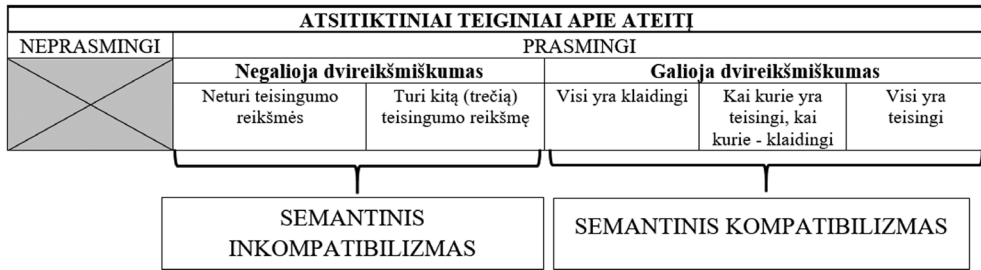 ATSITIKTINIAI TEIGINIAI APIE ATEITĮ
NEPRASMINGI
PRASMINGI
Negalioja dvireikšmiškumas
Galioja dvireikšmiškumas
Neturi teisingumo
reikšmės
Turi kitą (trečią)
teisingumo reikšmę
Visi yra klaidingi
Kai kurie yra
teisingi, kai
kurie - klaidingi
Visi yra
teisingi
SEMANTINIS
INKOMPATIBILIZMAS
SEMANTINIS KOMPATIBILIZMAS